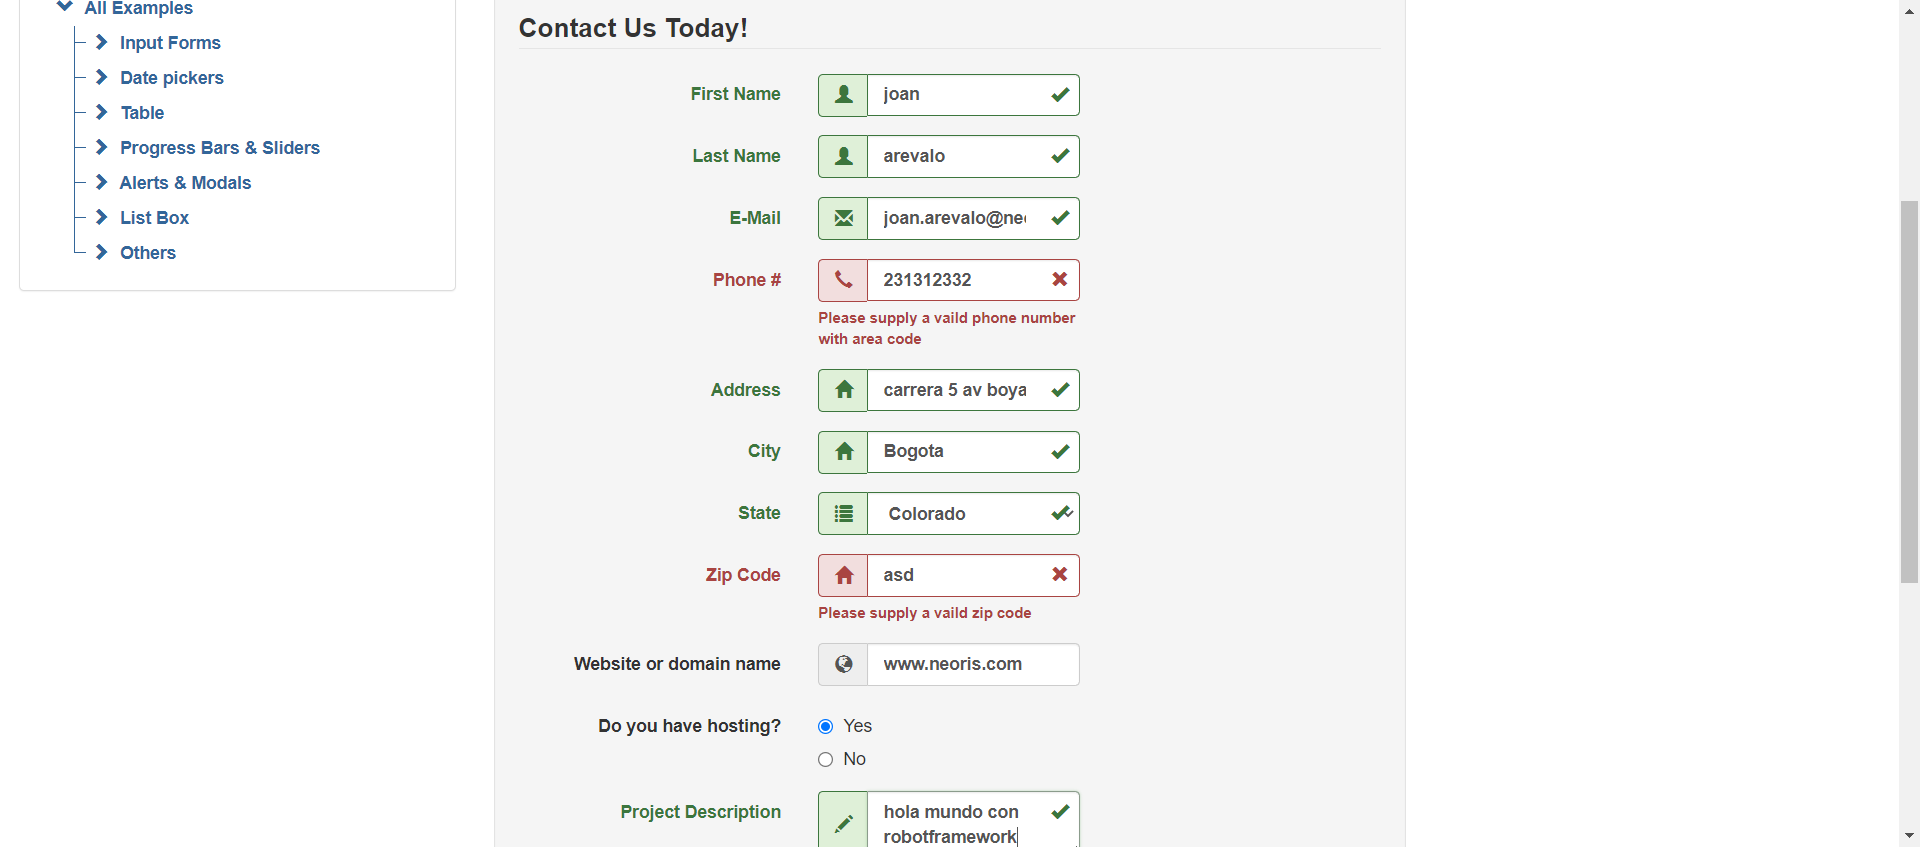 All Examples
Input Forms
Date pickers
Table
Progress Bars & Sliders
Alerts & Modals
List Box
Others
Contact Us Today!
First Name
joan
Last Name
arevalo
E-Mail
joan.arevalo@ne
Phone #
231312332
Please supply a vaild phone number
with area code
Address
carrera 5 av boya
City
Bogota
State
Colorado
Zip Code
asd
Please supply a vaild zip code
Website or domain name
www.neoris.com
Do you have hosting?
Yes
No
Project Description
hola mundo con
robotframework